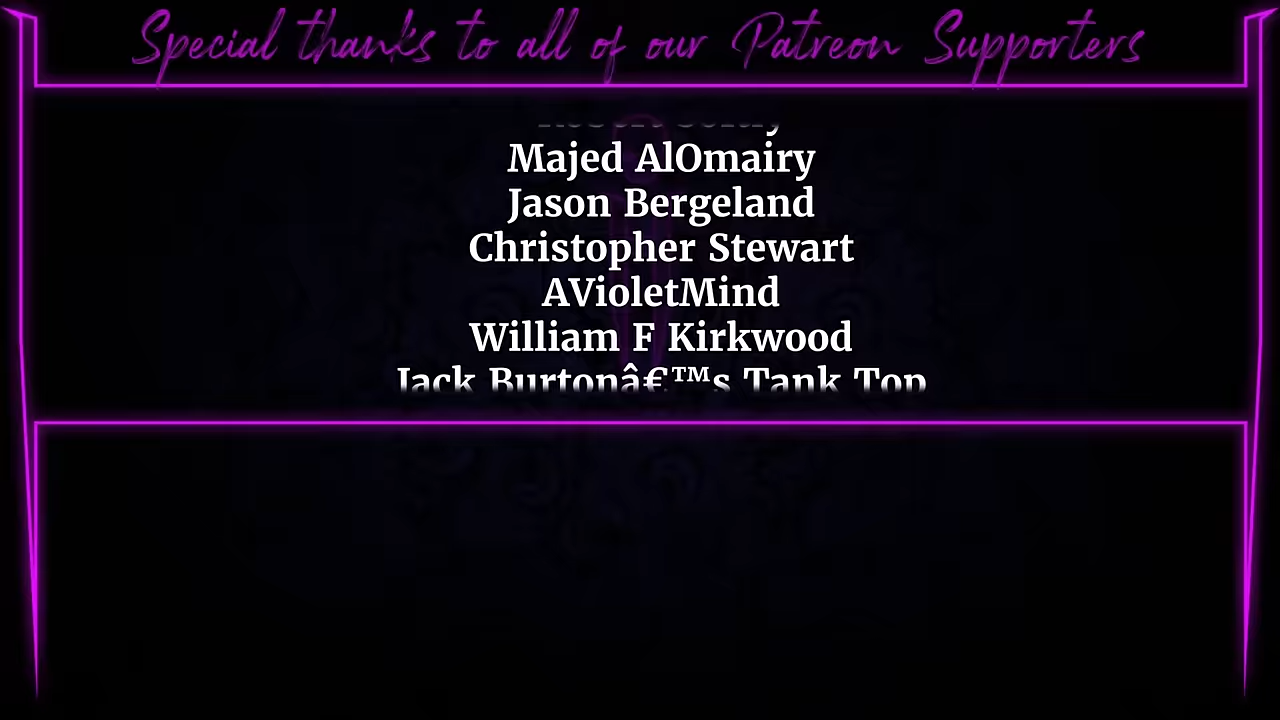 Special thanks to all of our Patreon Supporters
Majed AlOmairy
Jason Bergeland
Christopher Stewart
AVioletMind
William F Kirkwood
Jack Burtonâ€™s Tank Top